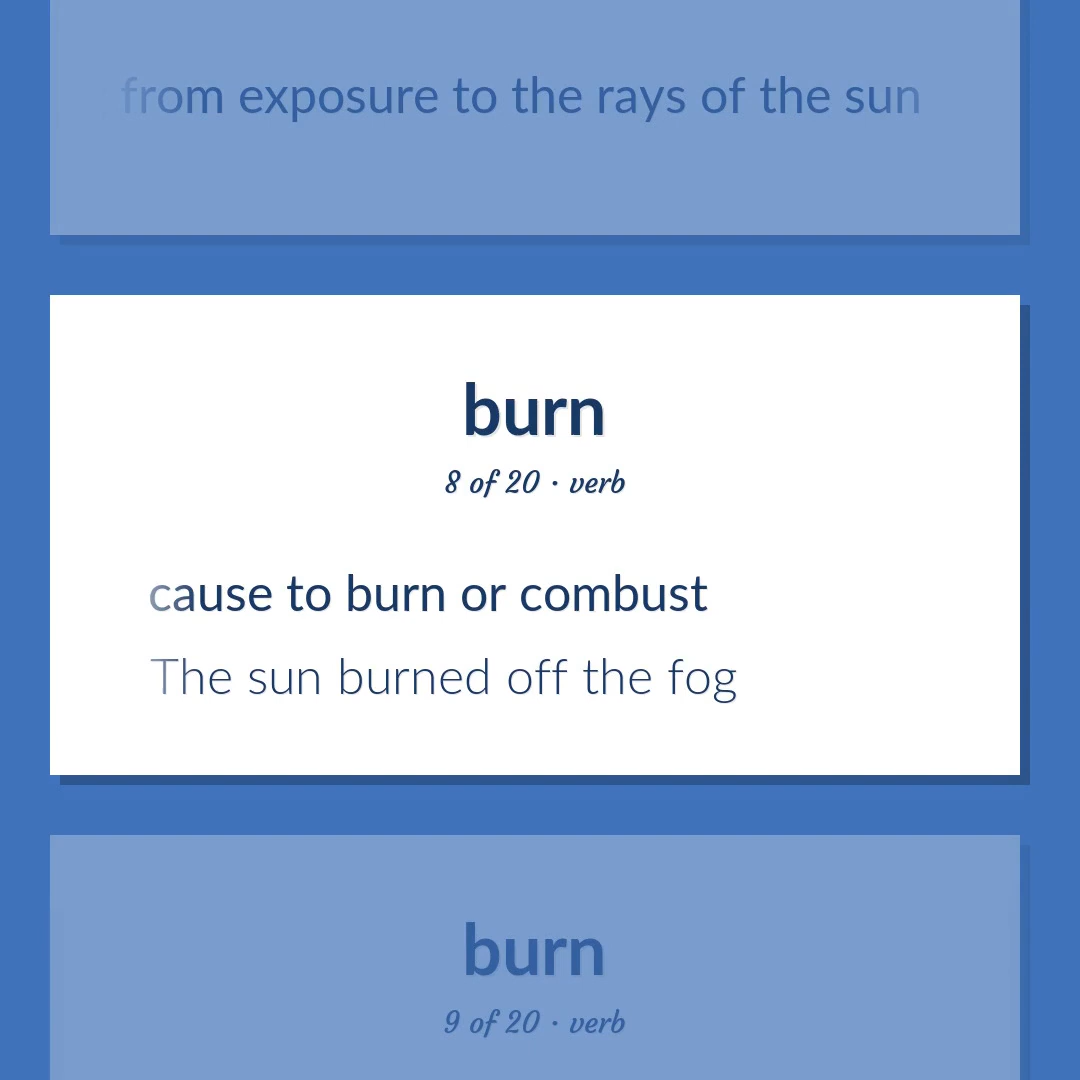 from exposure to the rays of the sun
burn
8 of 20 · verb
cause to burn or combust
The sun burned off the fog
burn
9 of 20 · verb